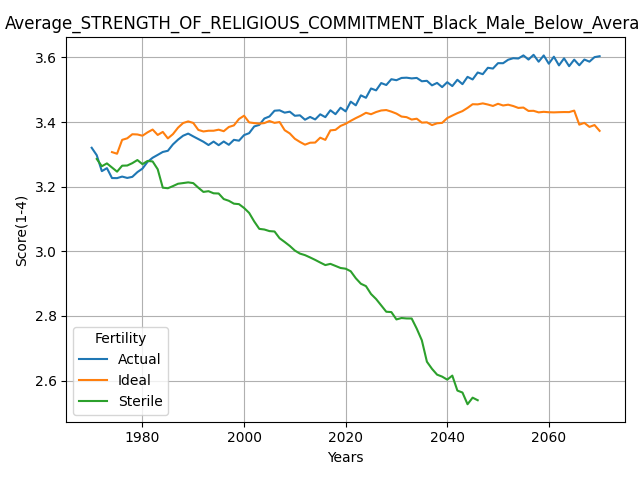 Average_STRENGTH_OF_RELIGIOUS_COMMITMENT_Black_Male_Below_Avera
3.6
3.4
3.2
3.0
2.8
2.6
Score(1-4)
Fertility
Actual
Ideal
Sterile
1980 2000 2020 2040 2060
Years